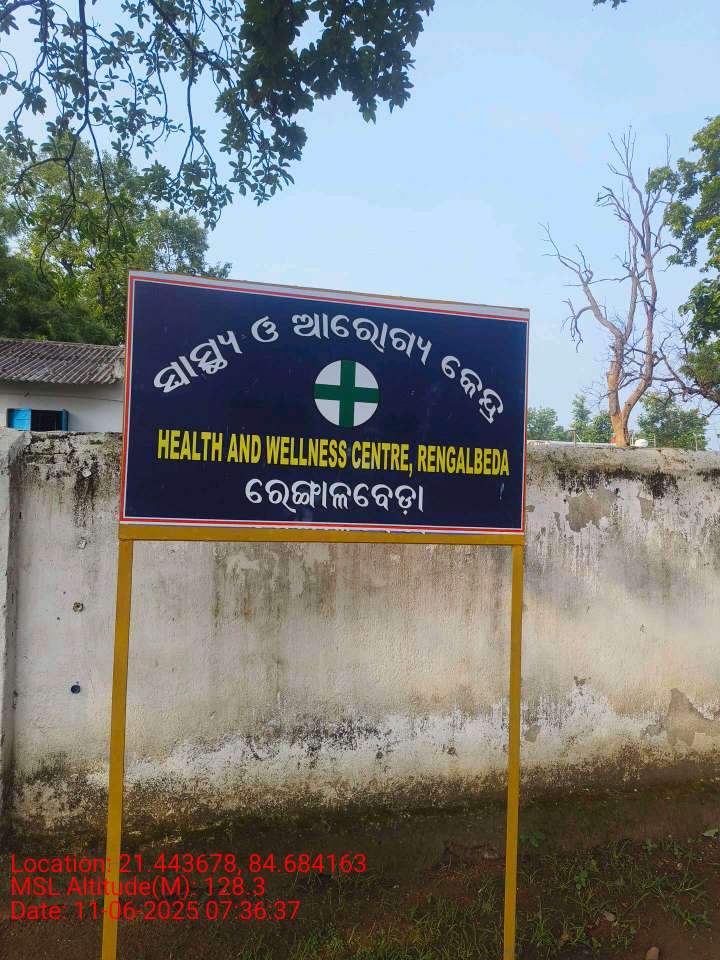 ସ୍ୱାସ୍ଥ୍ୟ ଓ ଆରୋଗ୍ୟ କେନ୍ଦ୍ର
HEALTH AND WELLNESS CENTRE, RENGALBEDA
ରେଙ୍ଗାଳବେଡ଼ା
Location: 21.443678, 84.684163
MSL Altitude(M): 128.3
Date: 11-06-2025 07:36:37